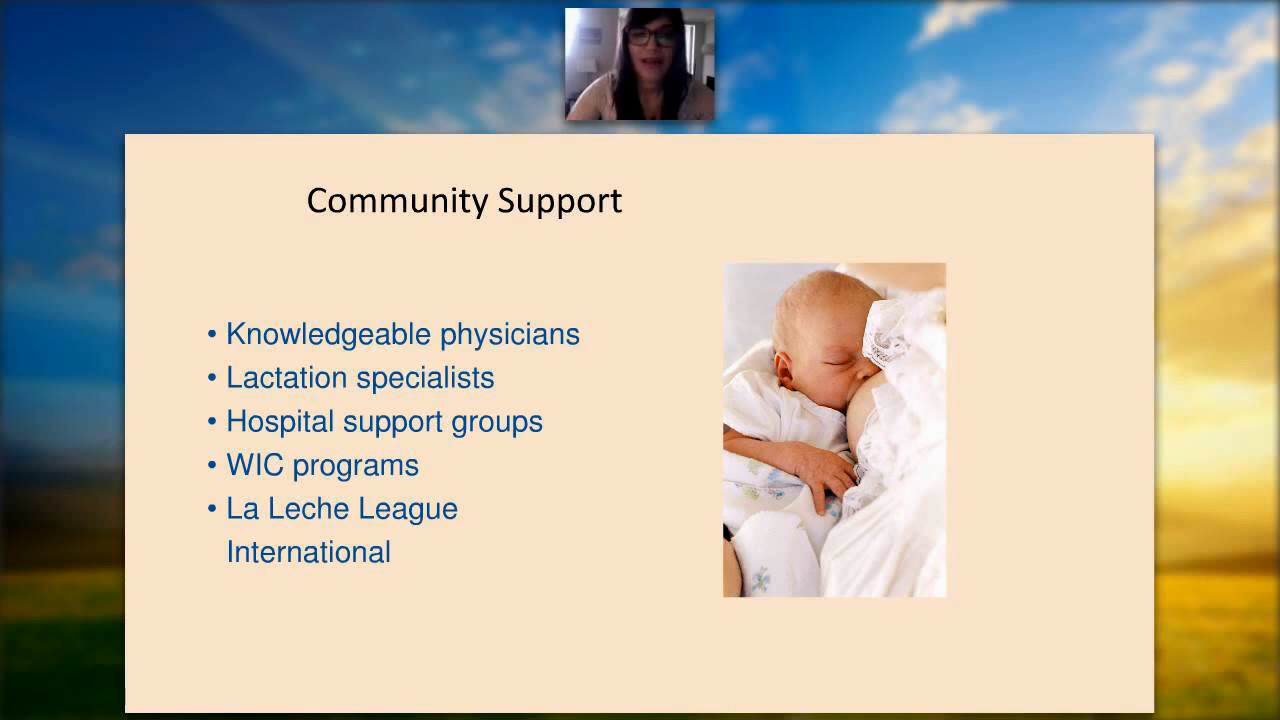 Community Support
• Knowledgeable physicians
• Lactation specialists
• Hospital support groups
• WIC programs
• La Leche League
International